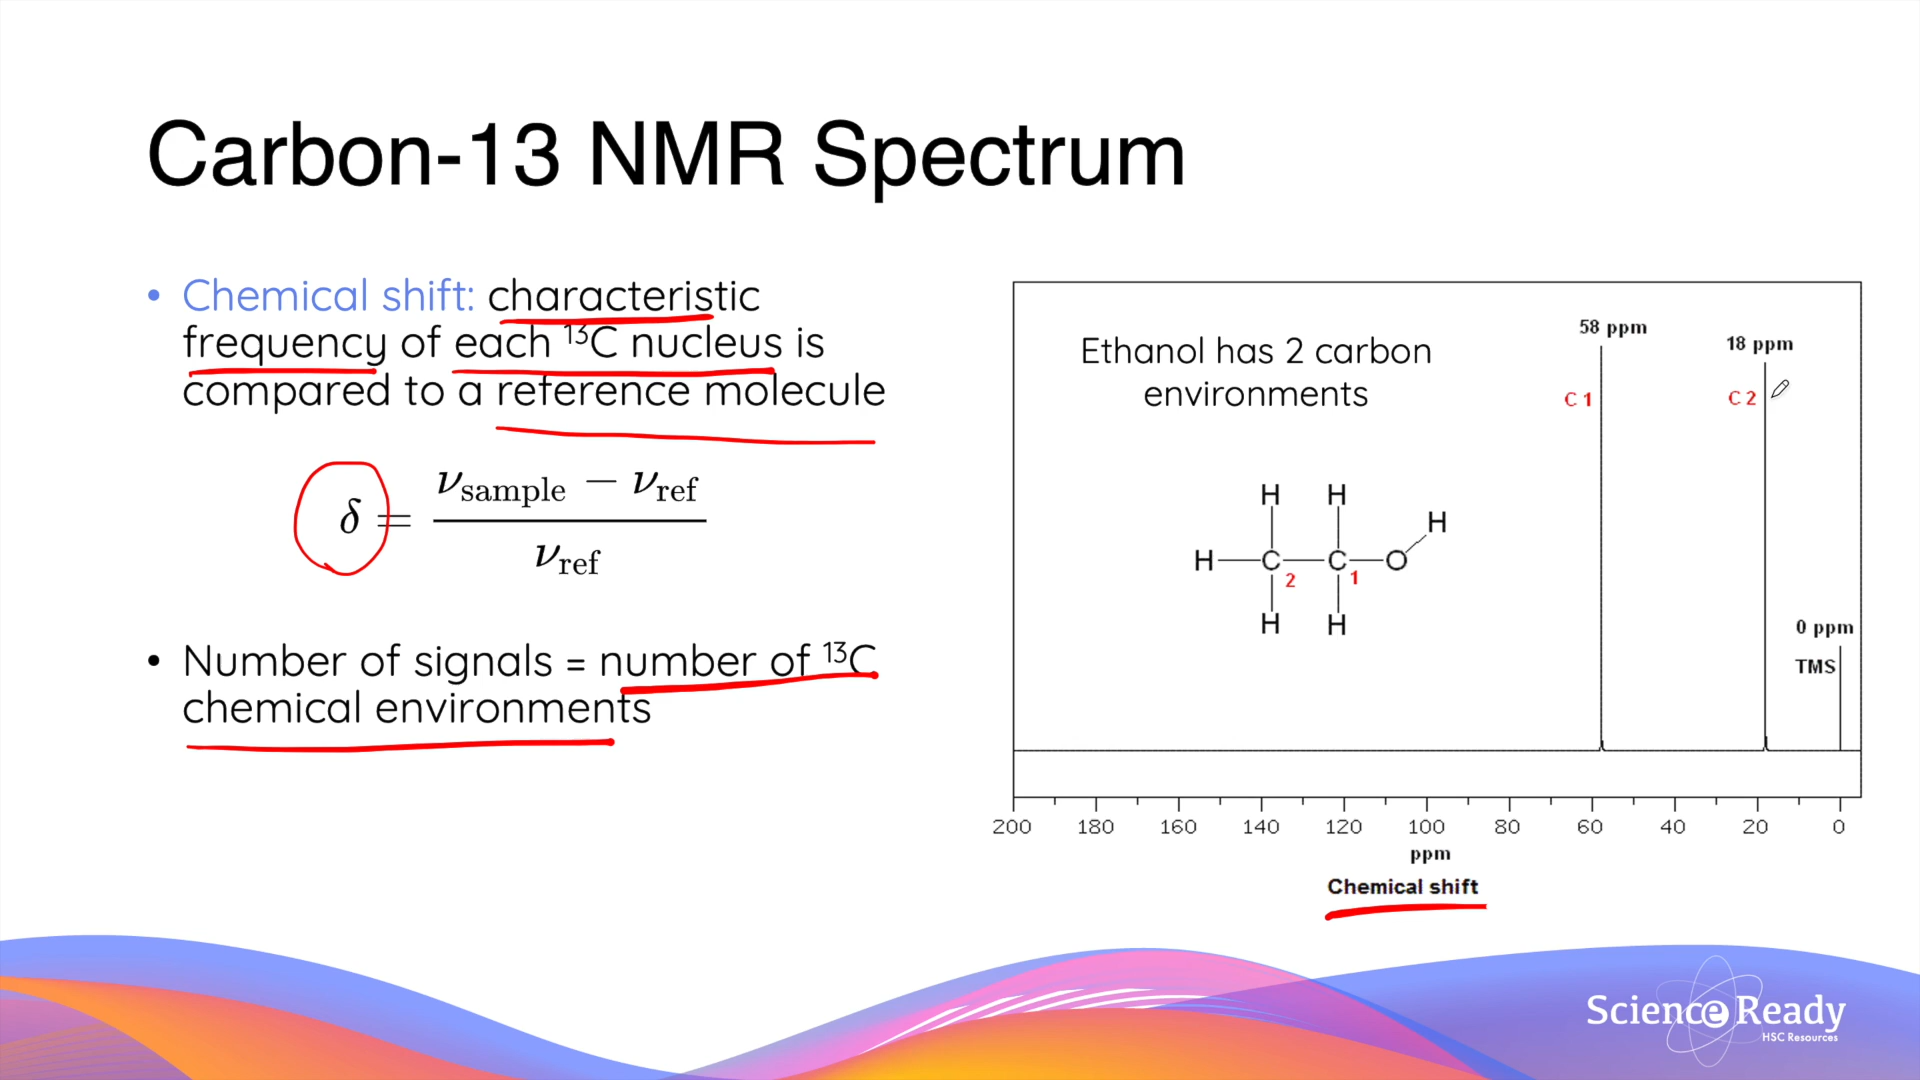 Carbon-13 NMR Spectrum
• Chemical shift: characteristic
frequency of each ¹³C nucleus is
compared to a reference molecule
δ = (ν_sample − ν_ref) / ν_ref
• Number of signals = number of ¹³C
chemical environments
Ethanol has 2 carbon
environments
58 ppm
18 ppm
C 1
C 2
H H
H
H C C O
2 1
H H
0 ppm
TMS
200 180 160 140 120 100 80 60 40 20 0
ppm
Chemical shift
Science Ready
HSC Resources